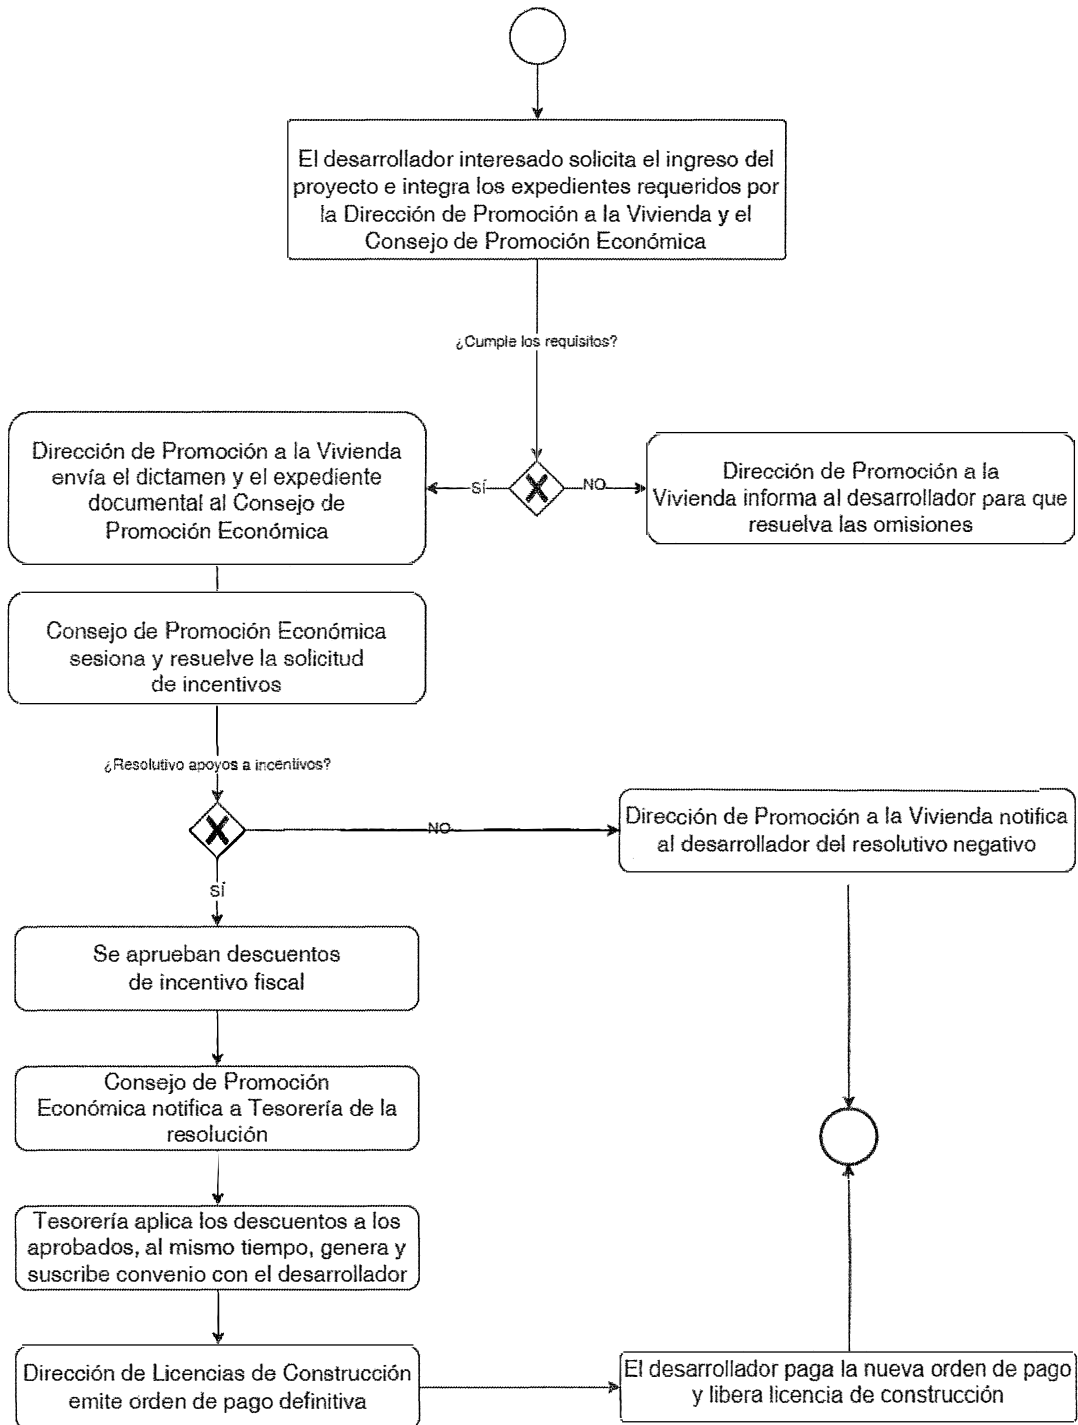 El desarrollador interesado solicita el ingreso del
proyecto e integra los expedientes requeridos por
la Dirección de Promoción a la Vivienda y el
Consejo de Promoción Económica
¿Cumple los requisitos?
Dirección de Promoción a la Vivienda
envía el dictamen y el expediente
documental al Consejo de
Promoción Económica
SÍ
NO
Dirección de Promoción a la
Vivienda informa al desarrollador para que
resuelva las omisiones
Consejo de Promoción Económica
sesiona y resuelve la solicitud
de incentivos
¿Resolutivo apoyos a incentivos?
NO
Dirección de Promoción a la Vivienda notifica
al desarrollador del resolutivo negativo
SÍ
Se aprueban descuentos
de incentivo fiscal
Consejo de Promoción
Económica notifica a Tesorería de la
resolución
Tesorería aplica los descuentos a los
aprobados, al mismo tiempo, genera y
suscribe convenio con el desarrollador
Dirección de Licencias de Construcción
emite orden de pago definitiva
El desarrollador paga la nueva orden de pago
y libera licencia de construcción